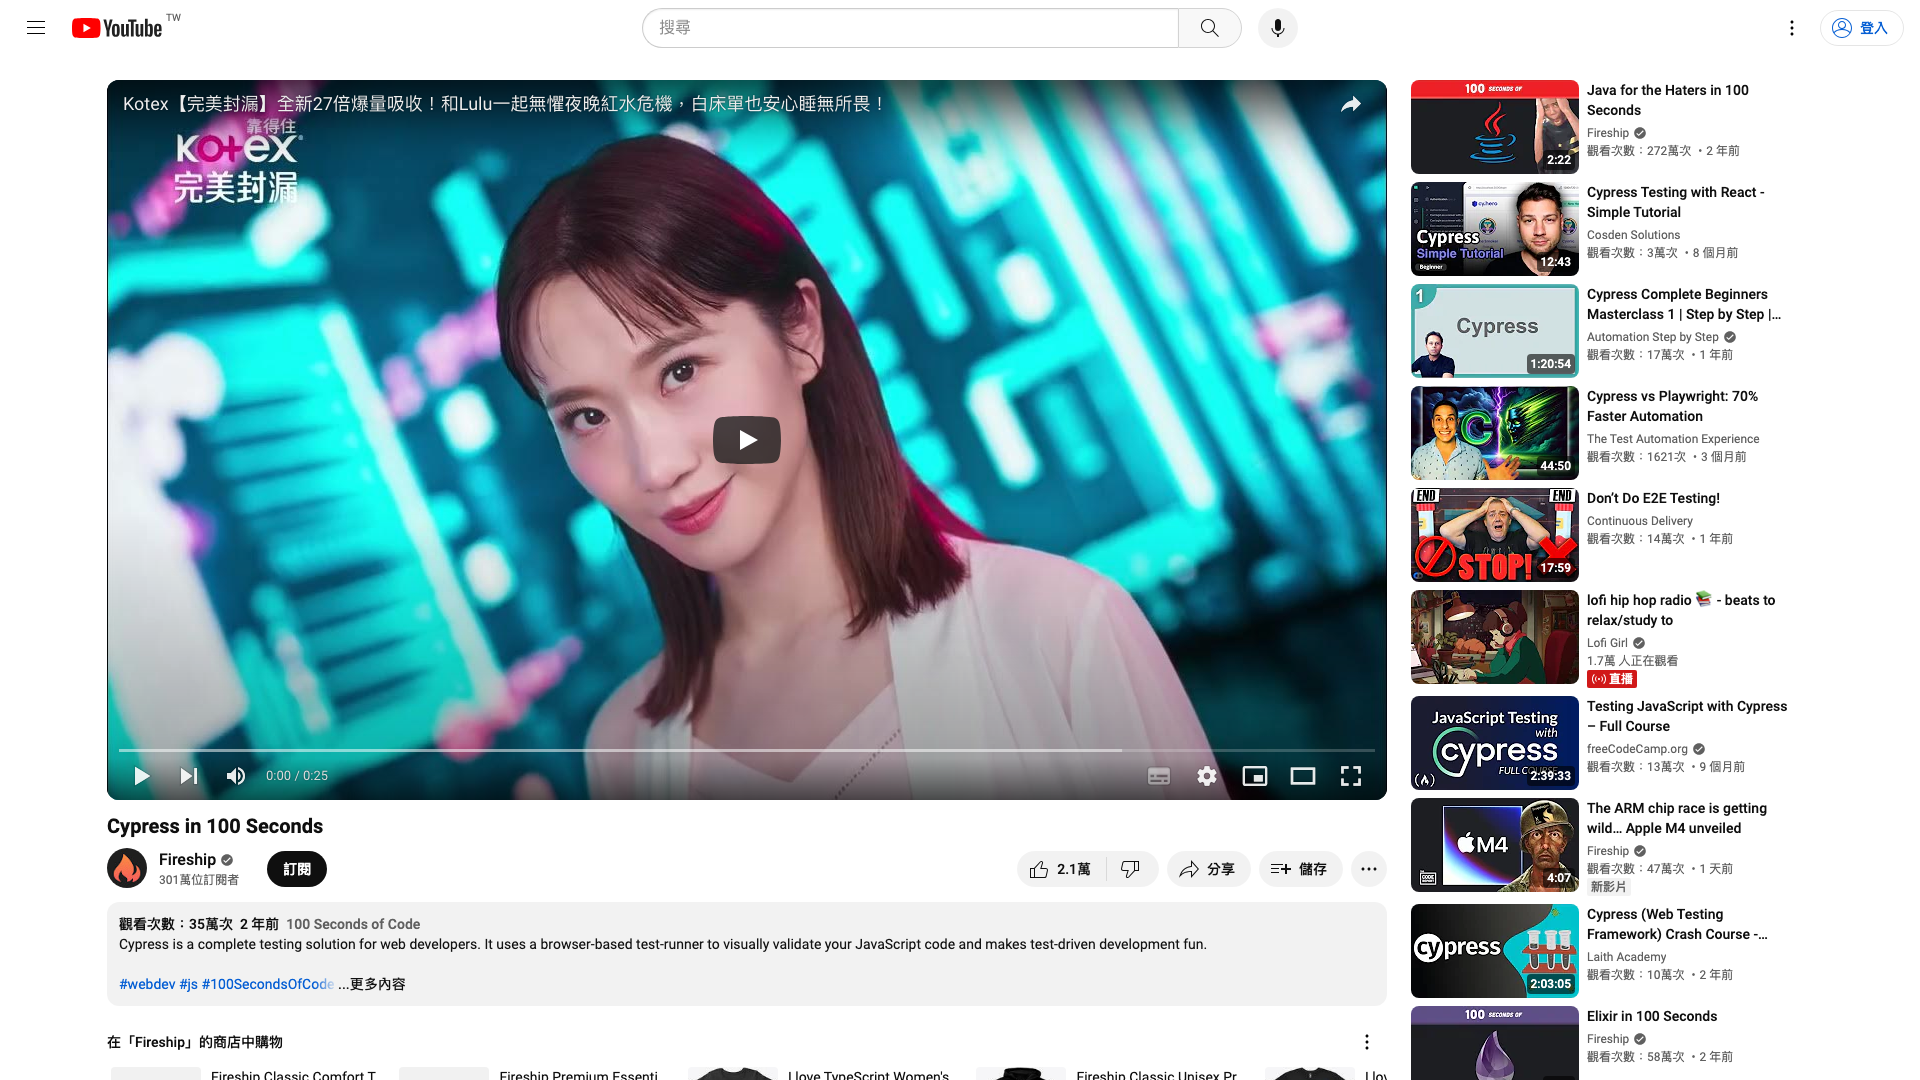 YouTube TW
搜尋
登入
Kotex【完美封漏】全新27倍爆量吸收！和Lulu一起無懼夜晚紅水危機，白床單也安心睡無所畏！
靠得住
KOTEX
完美封漏
0:00 / 0:25
Cypress in 100 Seconds
Fireship
301萬位訂閱者
訂閱
2.1萬
分享
儲存
觀看次數：35萬次 2 年前 100 Seconds of Code
Cypress is a complete testing solution for web developers. It uses a browser-based test-runner to visually validate your JavaScript code and makes test-driven development fun.
#webdev #js #100SecondsOfCode ...更多內容
在「Fireship」的商店中購物
Fireship Classic Comfort T
Fireship Premium Essenti
I love TypeScript Women's
Fireship Classic Unisex Pr
I lov
100 SECONDS OF
2:22
Java for the Haters in 100
Seconds
Fireship
觀看次數：272萬次 • 2 年前
Cypress
Simple Tutorial
Beginner
12:43
Cypress Testing with React -
Simple Tutorial
Cosden Solutions
觀看次數：3萬次 • 8 個月前
1
Cypress
1:20:54
Cypress Complete Beginners
Masterclass 1 | Step by Step |...
Automation Step by Step
觀看次數：17萬次 • 1 年前
44:50
Cypress vs Playwright: 70%
Faster Automation
The Test Automation Experience
觀看次數：1621次 • 3 個月前
END
END
STOP!
17:59
Don’t Do E2E Testing!
Continuous Delivery
觀看次數：14萬次 • 1 年前
lofi hip hop radio 📚 - beats to
relax/study to
Lofi Girl
1.7萬 人正在觀看
直播
JavaScript Testing
with
cypress
FULL COURSE
2:39:33
Testing JavaScript with Cypress
– Full Course
freeCodeCamp.org
觀看次數：13萬次 • 9 個月前
M4
CODE REPORT
4:07
The ARM chip race is getting
wild… Apple M4 unveiled
Fireship
觀看次數：47萬次 • 1 天前
新影片
cypress
2:03:05
Cypress (Web Testing
Framework) Crash Course -...
Laith Academy
觀看次數：10萬次 • 2 年前
100 SECONDS OF
Elixir in 100 Seconds
Fireship
觀看次數：58萬次 • 2 年前